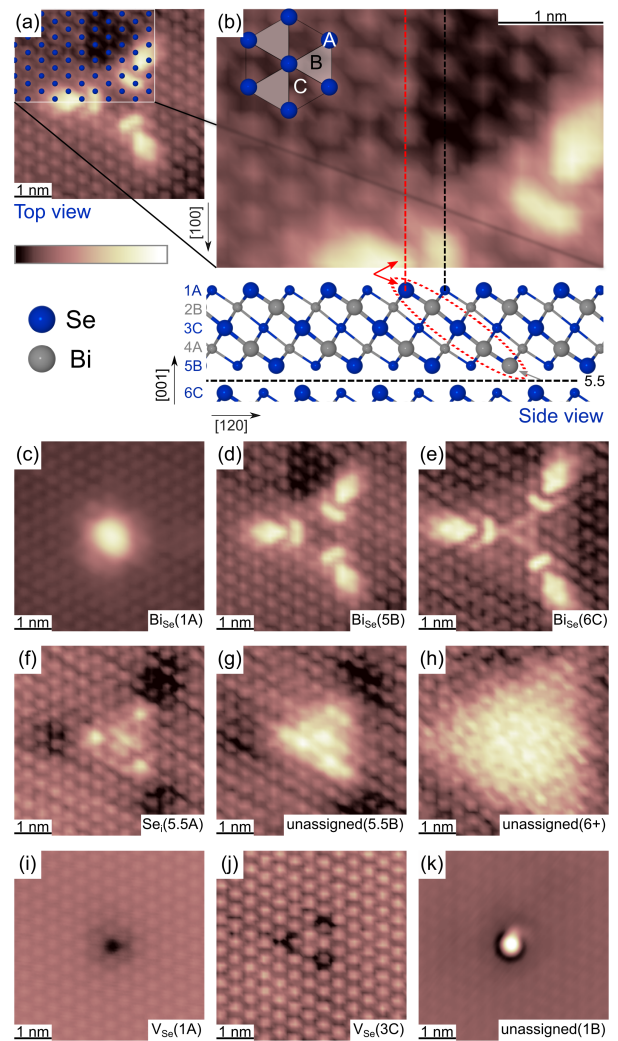 (a)
1 nm
Top view
(b)
1 nm
A
B
C
[100]
Se
Bi
1A
2B
3C
4A
5B
6C
5.5
[001]
[1̄20]
Side view
(c)
1 nm
BiSe(1A)
(d)
1 nm
BiSe(5B)
(e)
1 nm
BiSe(6C)
(f)
1 nm
Sei(5.5A)
(g)
1 nm
unassigned(5.5B)
(h)
1 nm
unassigned(6+)
(i)
1 nm
VSe(1A)
(j)
1 nm
VSe(3C)
(k)
1 nm
unassigned(1B)